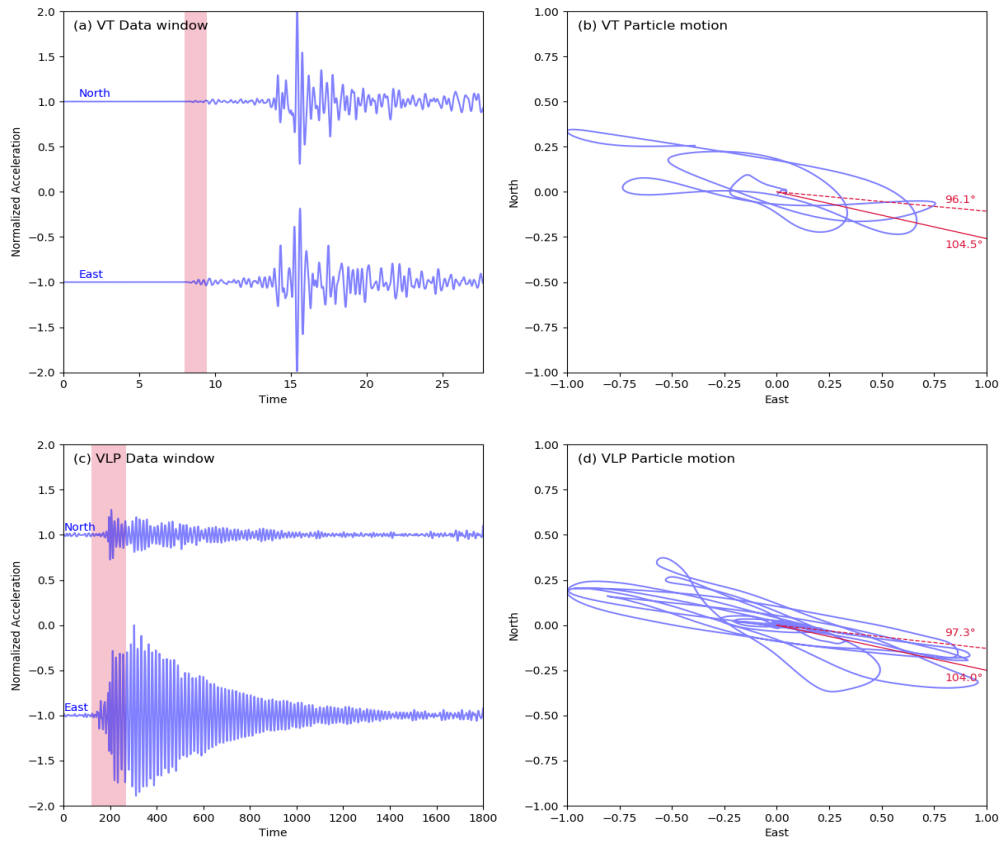 (a) VT Data window
2.0
1.5
1.0
0.5
0.0
−0.5
−1.0
−1.5
−2.0
Normalized Acceleration
North
East
0 5 10 15 20 25
Time
(b) VT Particle motion
1.00
0.75
0.50
0.25
0.00
−0.25
−0.50
−0.75
−1.00
North
96.1°
104.5°
−1.00 −0.75 −0.50 −0.25 0.00 0.25 0.50 0.75 1.00
East
(c) VLP Data window
2.0
1.5
1.0
0.5
0.0
−0.5
−1.0
−1.5
−2.0
Normalized Acceleration
North
East
0 200 400 600 800 1000 1200 1400 1600 1800
Time
(d) VLP Particle motion
1.00
0.75
0.50
0.25
0.00
−0.25
−0.50
−0.75
−1.00
North
97.3°
104.0°
−1.00 −0.75 −0.50 −0.25 0.00 0.25 0.50 0.75 1.00
East